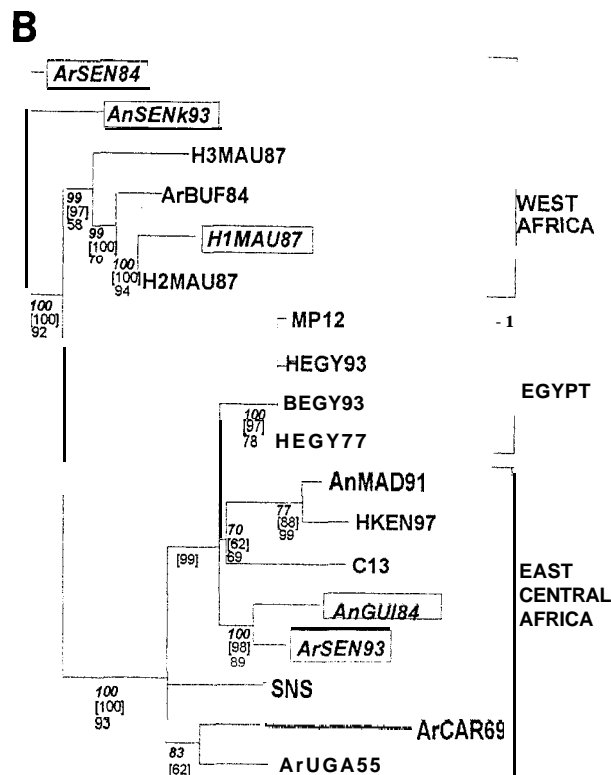 B
ArSEN84
AnSENk93
H3MAU87
99
[97]
58
ArBUF84
WEST
AFRICA
99
[100]
H1MAU87
100
[100]
94
H2MAU87
100
[100]
92
MP12
-1
HEGY93
BEGY93
EGYPT
100
[97]
78
HEGY77
AnMAD91
77
[88]
99
HKEN97
70
[62]
69
[99]
C13
EAST
CENTRAL
AFRICA
AnGUI84
100
[98]
89
ArSEN93
SNS
100
[100]
93
ArCAR69
83
[62]
ArUGA55